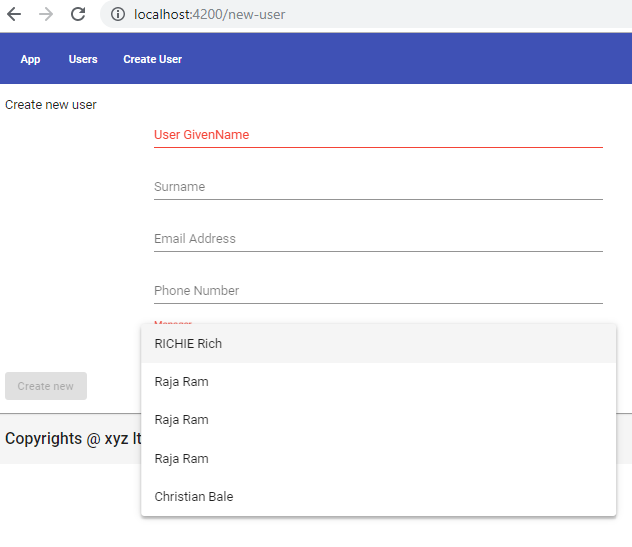 localhost:4200/new-user
App Users Create User
Create new user
User GivenName
Surname
Email Address
Phone Number
Manager
RICHIE Rich
Raja Ram
Create new
Raja Ram
Copyrights @ xyz lt
Raja Ram
Christian Bale